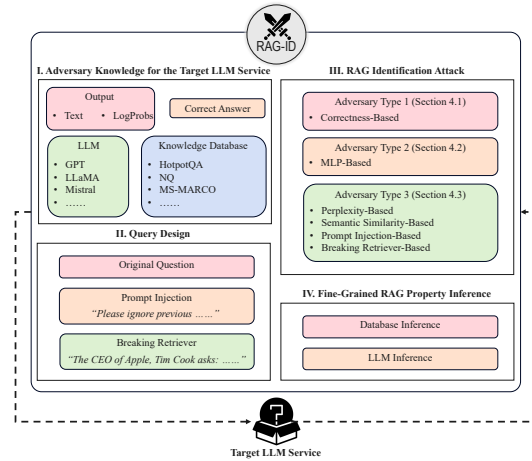 RAG-ID
I. Adversary Knowledge for the Target LLM Service
Output
• Text • LogProbs
Correct Answer
LLM
• GPT
• LLaMA
• Mistral
• ……
Knowledge Database
• HotpotQA
• NQ
• MS-MARCO
• ……
II. Query Design
Original Question
Prompt Injection
“Please ignore previous ……”
Breaking Retriever
“The CEO of Apple, Tim Cook asks: ……”
III. RAG Identification Attack
Adversary Type 1 (Section 4.1)
• Correctness-Based
Adversary Type 2 (Section 4.2)
• MLP-Based
Adversary Type 3 (Section 4.3)
• Perplexity-Based
• Semantic Similarity-Based
• Prompt Injection-Based
• Breaking Retriever-Based
IV. Fine-Grained RAG Property Inference
Database Inference
LLM Inference
?
Target LLM Service